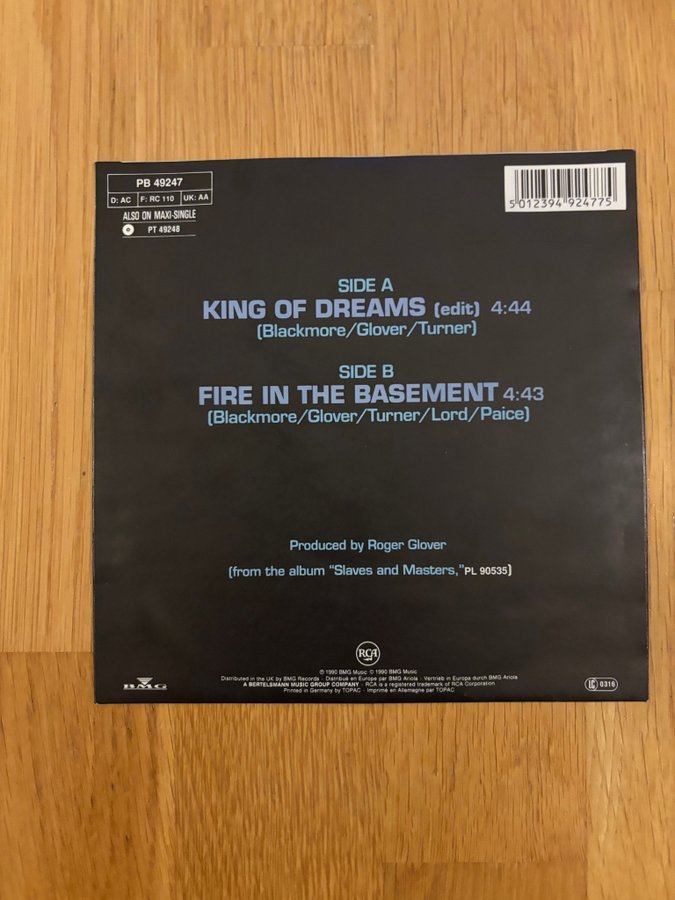 PB 49247
D: AC F: RC 110 UK: AA
ALSO ON MAXI-SINGLE
PT 49248
5 012394 924775
SIDE A
KING OF DREAMS (edit) 4:44
(Blackmore/Glover/Turner)
SIDE B
FIRE IN THE BASEMENT 4:43
(Blackmore/Glover/Turner/Lord/Paice)
Produced by Roger Glover
(from the album "Slaves and Masters," PL 90535)
RCA
℗ 1990 BMG Music © 1990 BMG Music
Distributed in the UK by BMG Records · Distribué en Europe par BMG Ariola · Vertrieb in Europa durch BMG Ariola
A BERTELSMANN MUSIC GROUP COMPANY · RCA is a registered trademark of RCA Corporation
Printed in Germany by TOPAC · Imprimé en Allemagne par TOPAC
BMG
LC 0316